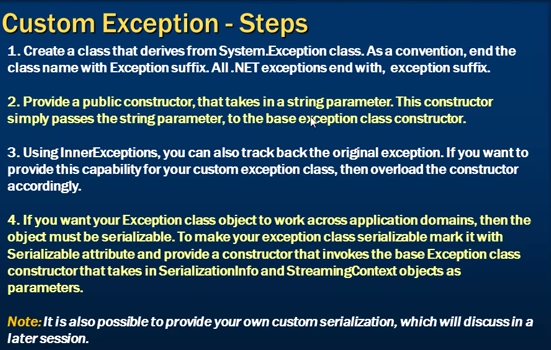 Custom Exception - Steps
1. Create a class that derives from System.Exception class. As a convention, end the
class name with Exception suffix. All .NET exceptions end with, exception suffix.
2. Provide a public constructor, that takes in a string parameter. This constructor
simply passes the string parameter, to the base exception class constructor.
3. Using InnerExceptions, you can also track back the original exception. If you want to
provide this capability for your custom exception class, then overload the constructor
accordingly.
4. If you want your Exception class object to work across application domains, then the
object must be serializable. To make your exception class serializable mark it with
Serializable attribute and provide a constructor that invokes the base Exception class
constructor that takes in SerializationInfo and StreamingContext objects as
parameters.
Note: It is also possible to provide your own custom serialization, which will discuss in a
later session.